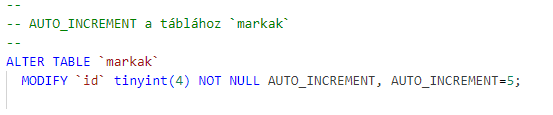 --
-- AUTO_INCREMENT a táblához `markak`
--
ALTER TABLE `markak`
  MODIFY `id` tinyint(4) NOT NULL AUTO_INCREMENT, AUTO_INCREMENT=5;